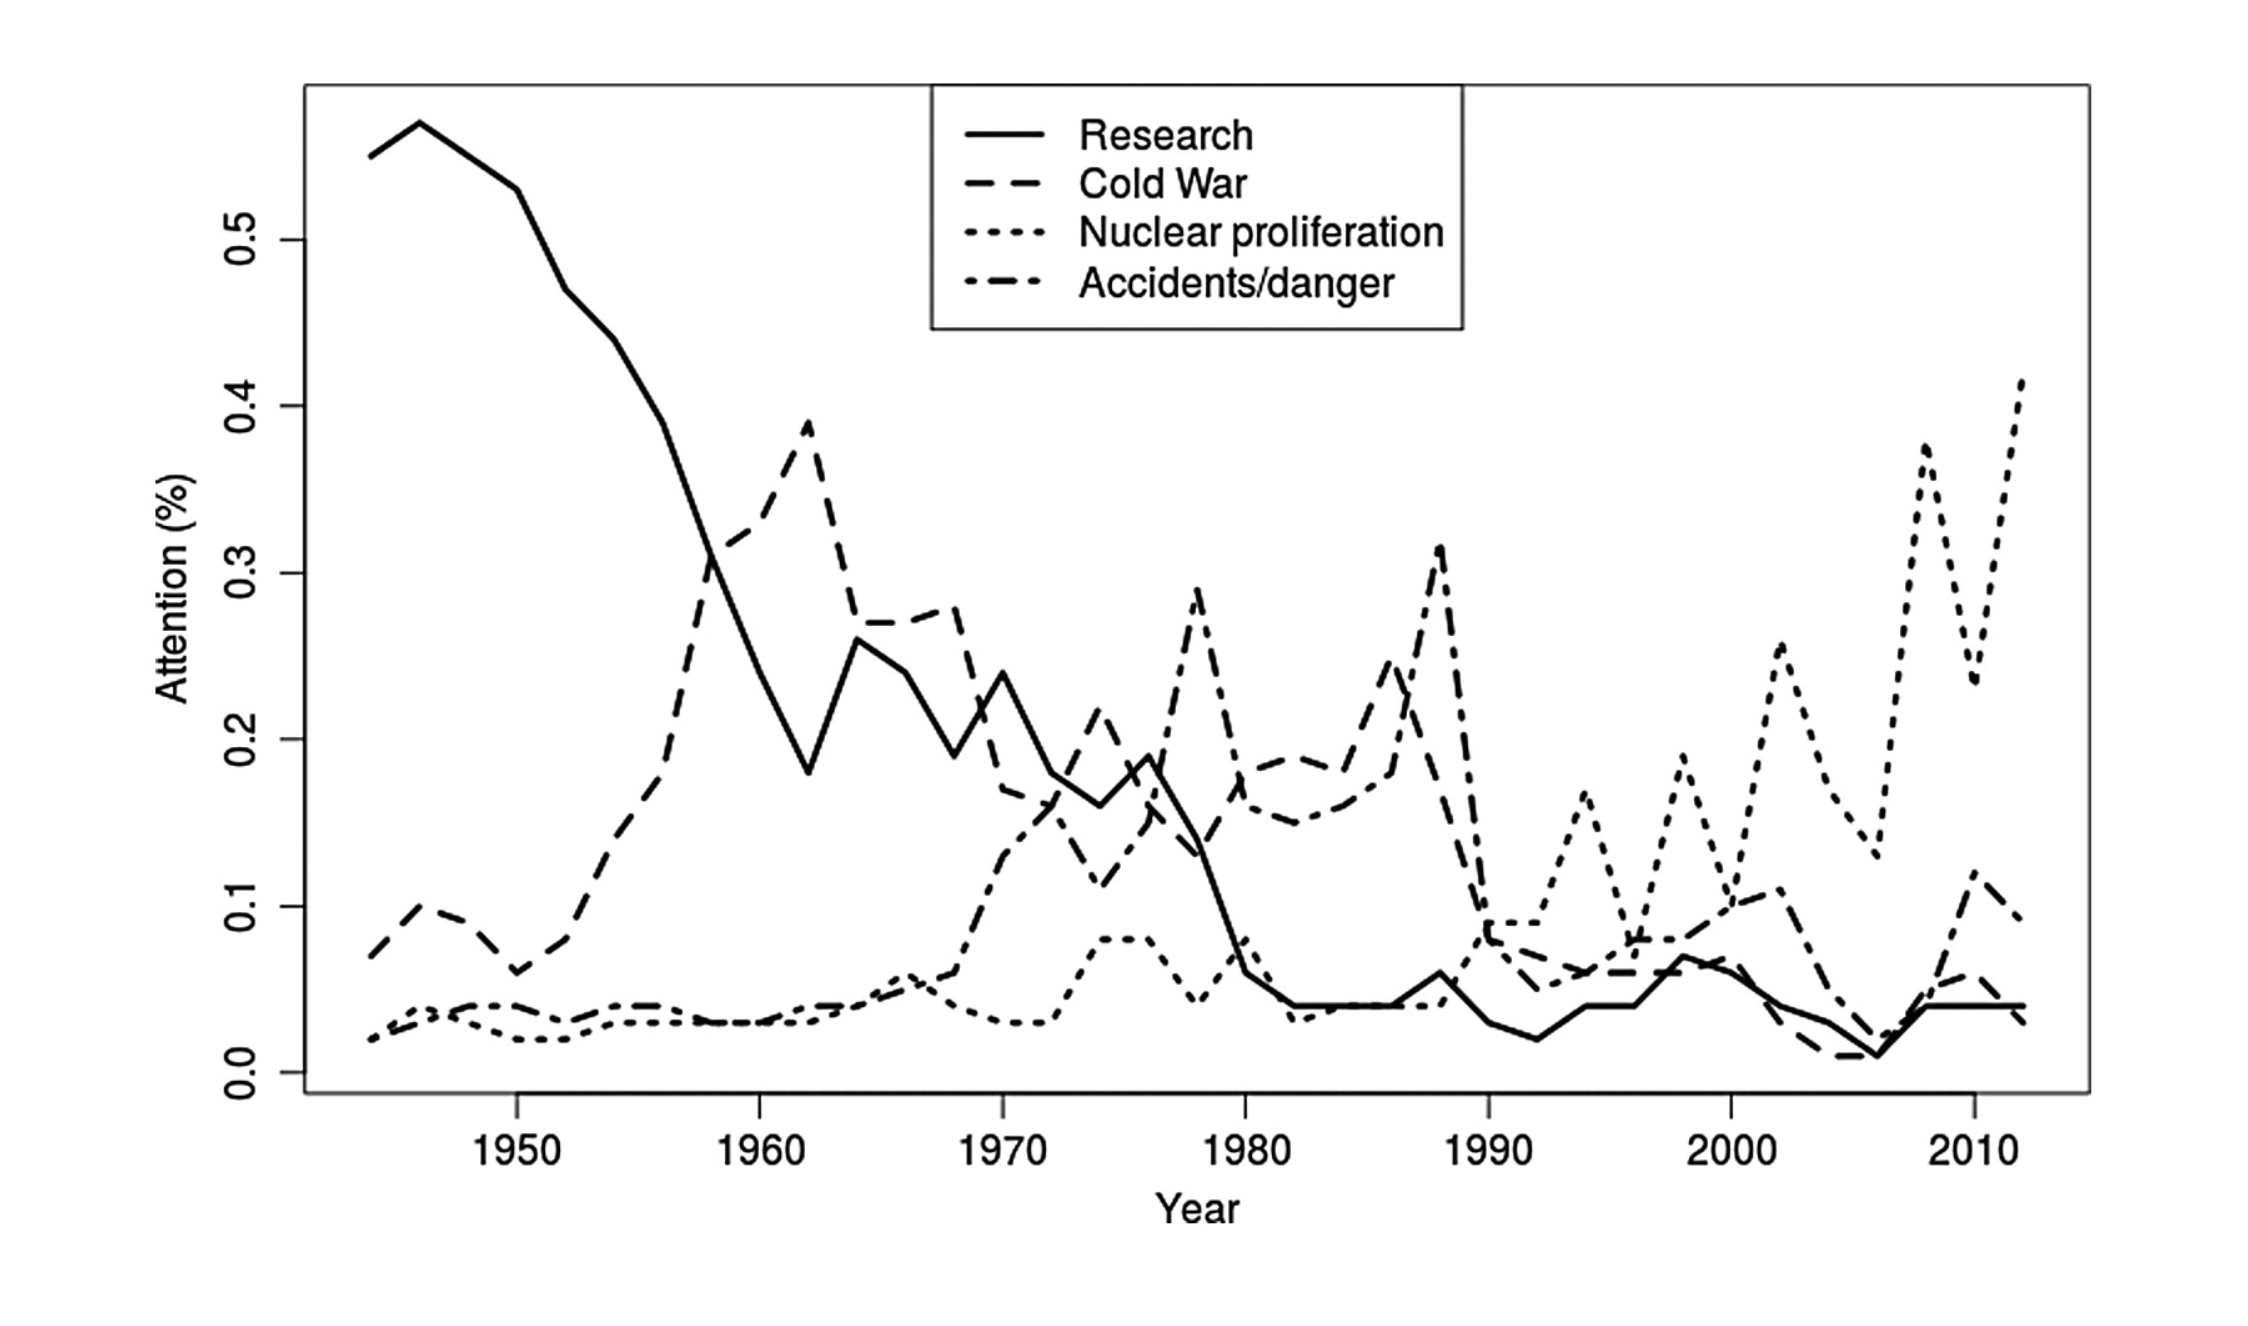 Research
Cold War
Nuclear proliferation
Accidents/danger
Attention (%)
0.5
0.4
0.3
0.2
0.1
0.0
1950 1960 1970 1980 1990 2000 2010
Year